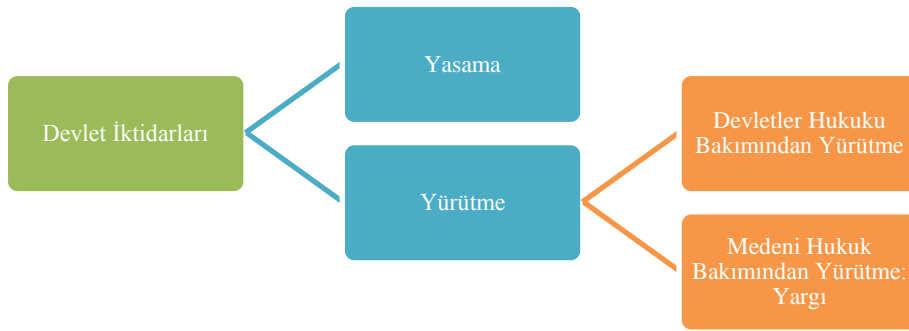 Devlet İktidarları
Yasama
Yürütme
Devletler Hukuku
Bakımından Yürütme
Medeni Hukuk
Bakımından Yürütme:
Yargı